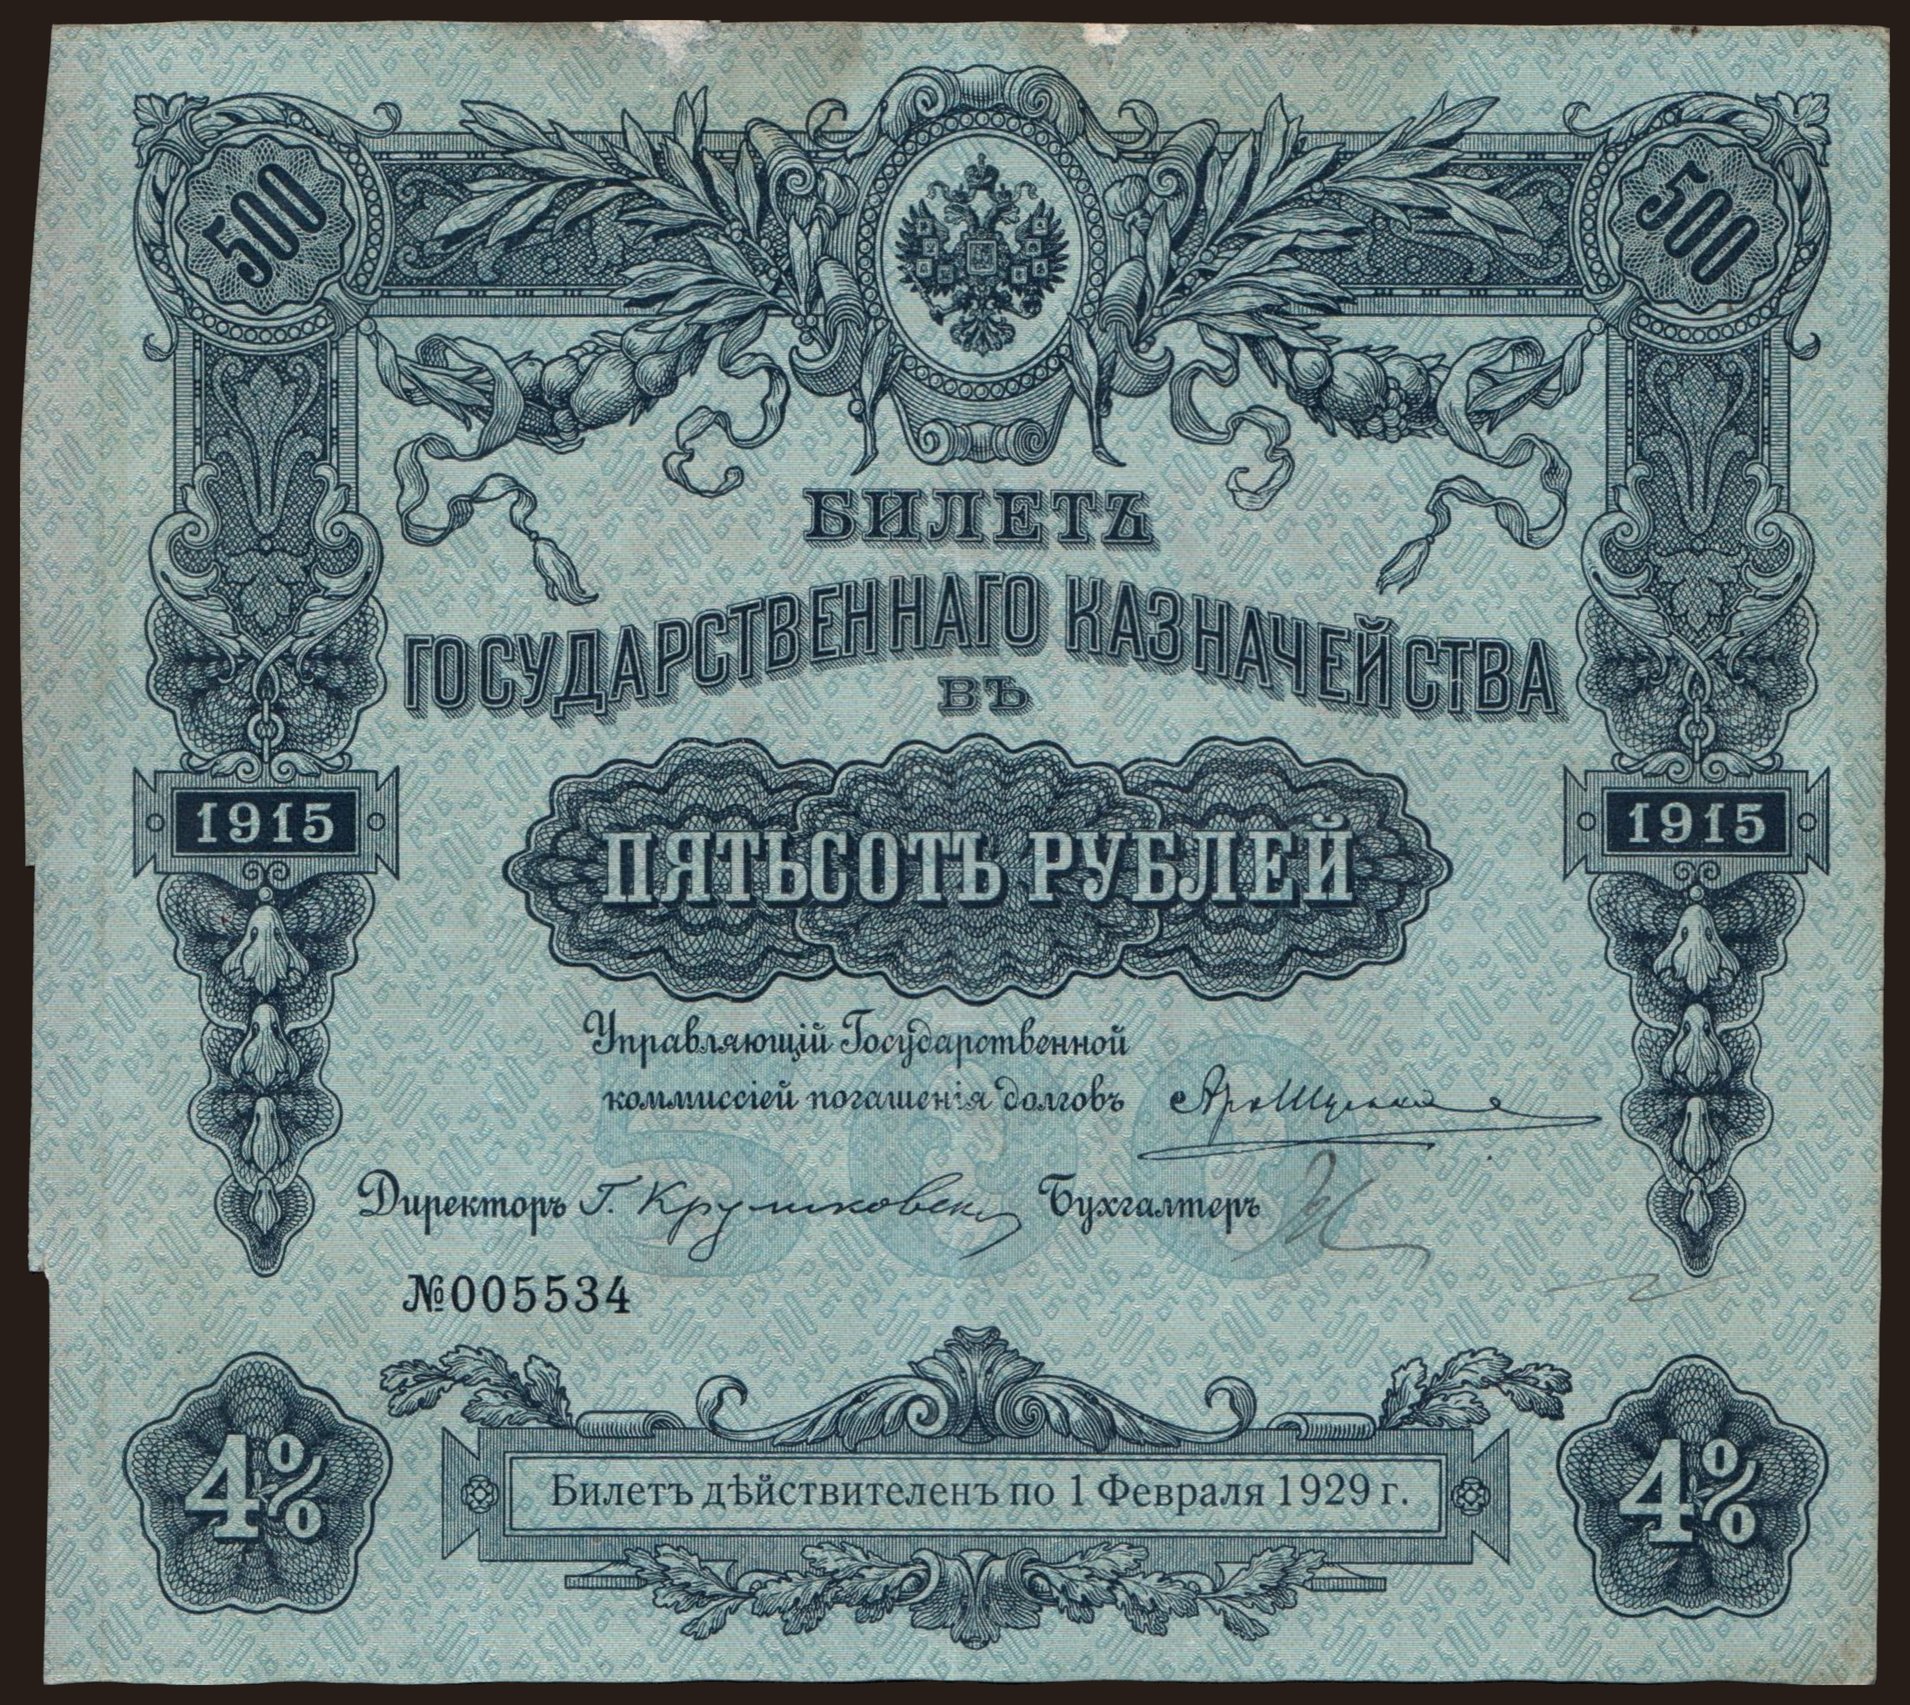 500 500
БИЛЕТЪ
ГОСУДАРСТВЕННАГО КАЗНАЧЕЙСТВА
ВЪ
1915 1915
ПЯТЬСОТЪ РУБЛЕЙ
Управляющій Государственной
коммиссіей погашенія долговъ
500
Директоръ Г. Бухгалтеръ
№005534
4% 4%
Билетъ дѣйствителенъ по 1 Февраля 1929 г.